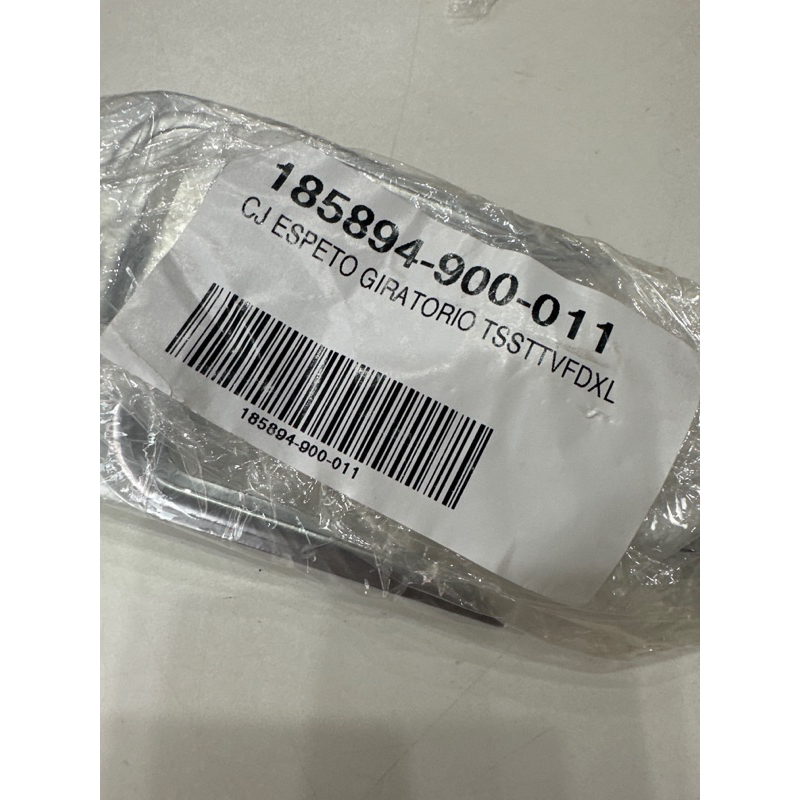 185894-900-011
CJ ESPETO GIRATORIO TSSTTVFDXL
185894-900-011